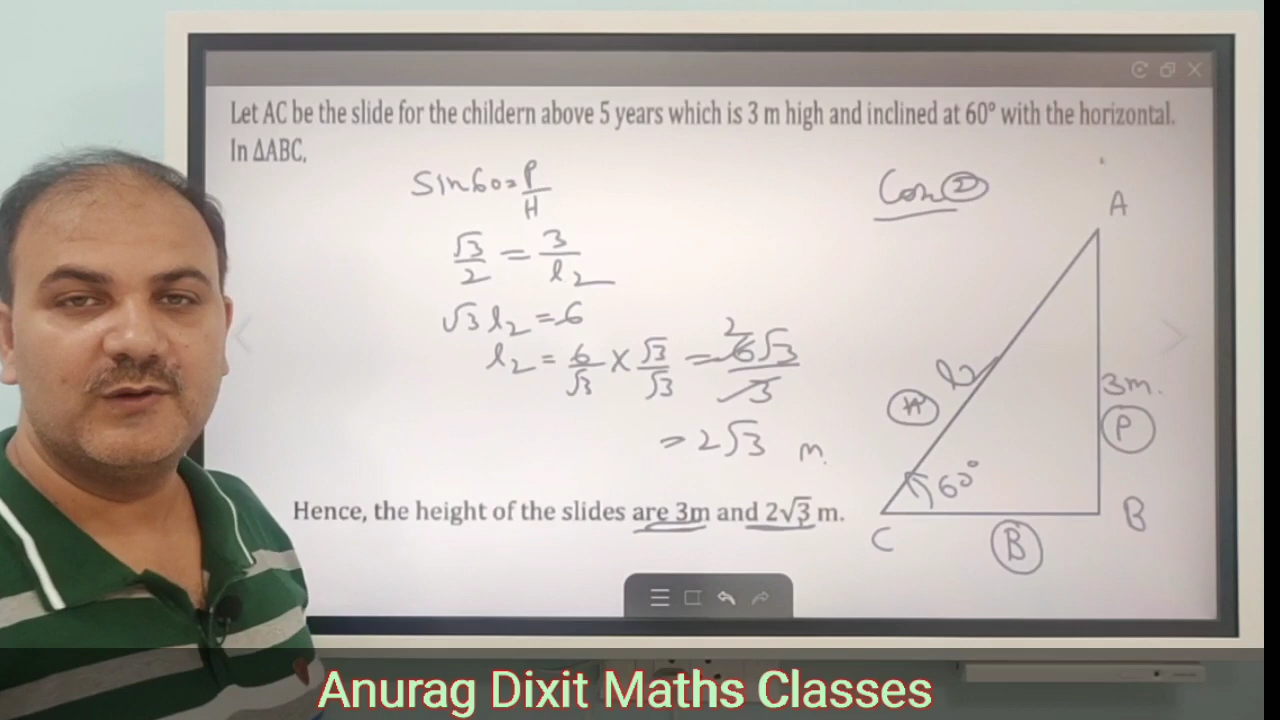 Let AC be the slide for the childern above 5 years which is 3 m high and inclined at 60° with the horizontal.
In ΔABC,
Sin60=P/H
√3/2 = 3/l2
√3 l2 = 6
l2 = 6/√3 × √3/√3 = 6√3/3 2
= 2√3 m.
Hence, the height of the slides are 3m and 2√3 m.
Con ②
A
l2
H
3m.
P
60°
C
B
B
Anurag Dixit Maths Classes